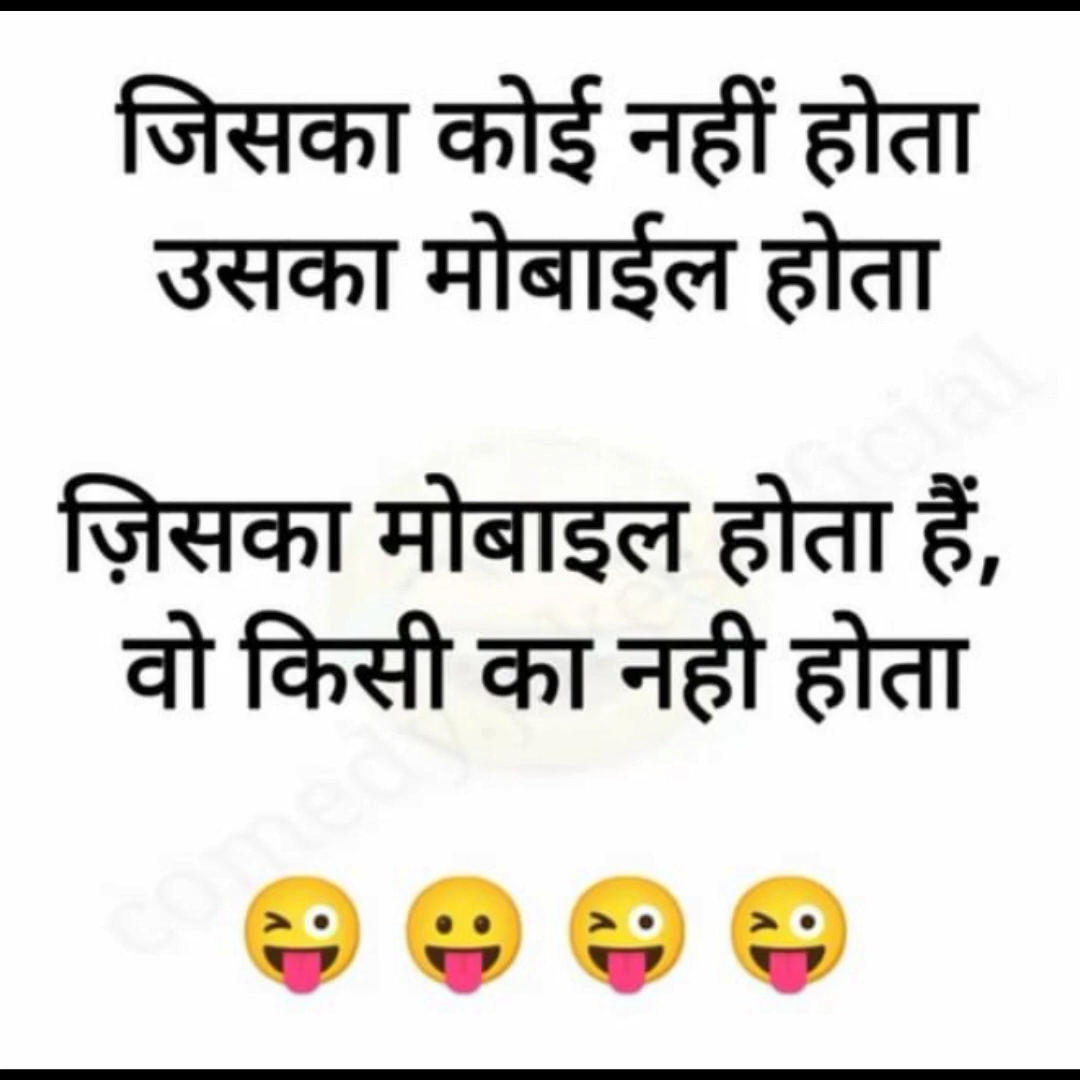 जिसका कोई नहीं होता
उसका मोबाईल होता
ज़िसका मोबाइल होता हैं,
वो किसी का नही होता
😜 😛 😜 😜